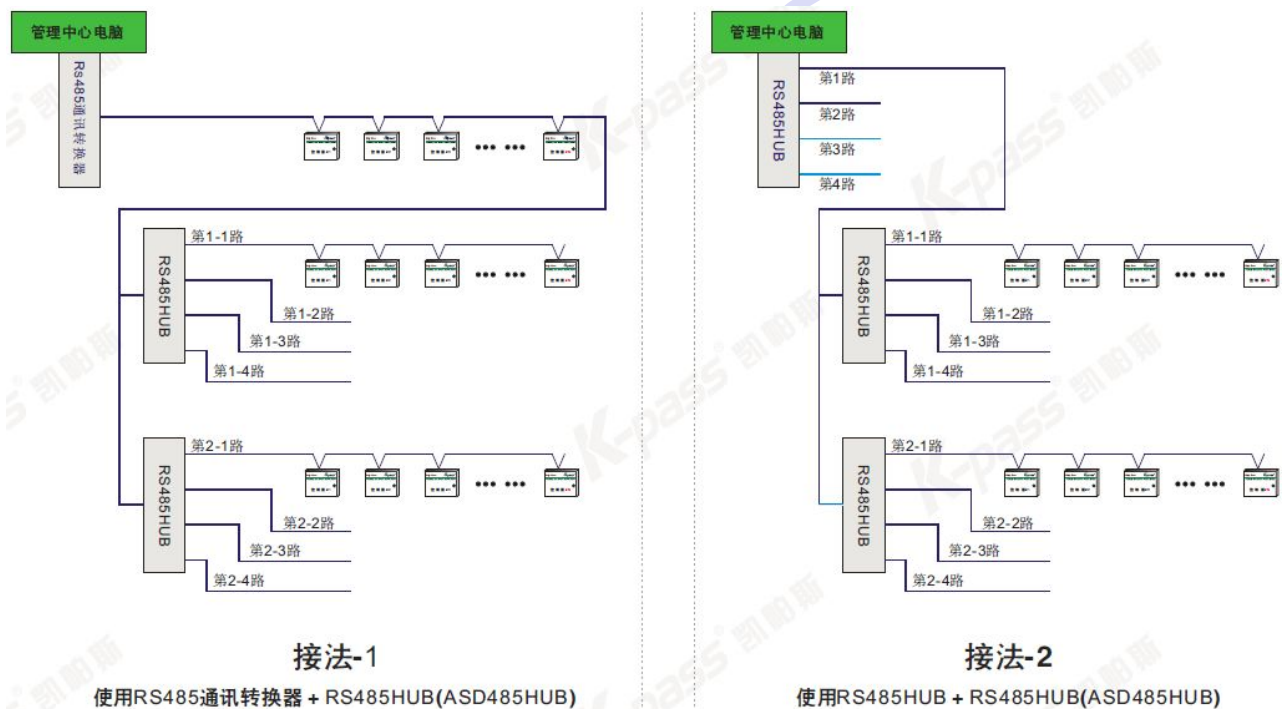 管理中心电脑
Rs485通讯转换器
第1-1路
RS485HUB
第1-2路
第1-3路
第1-4路
第2-1路
RS485HUB
第2-2路
第2-3路
第2-4路
接法-1
使用RS485通讯转换器 + RS485HUB(ASD485HUB)
管理中心电脑
RS485HUB
第1路
第2路
第3路
第4路
第1-1路
RS485HUB
第1-2路
第1-3路
第1-4路
第2-1路
RS485HUB
第2-2路
第2-3路
第2-4路
接法-2
使用RS485HUB + RS485HUB(ASD485HUB)
K-pass 凯帕斯